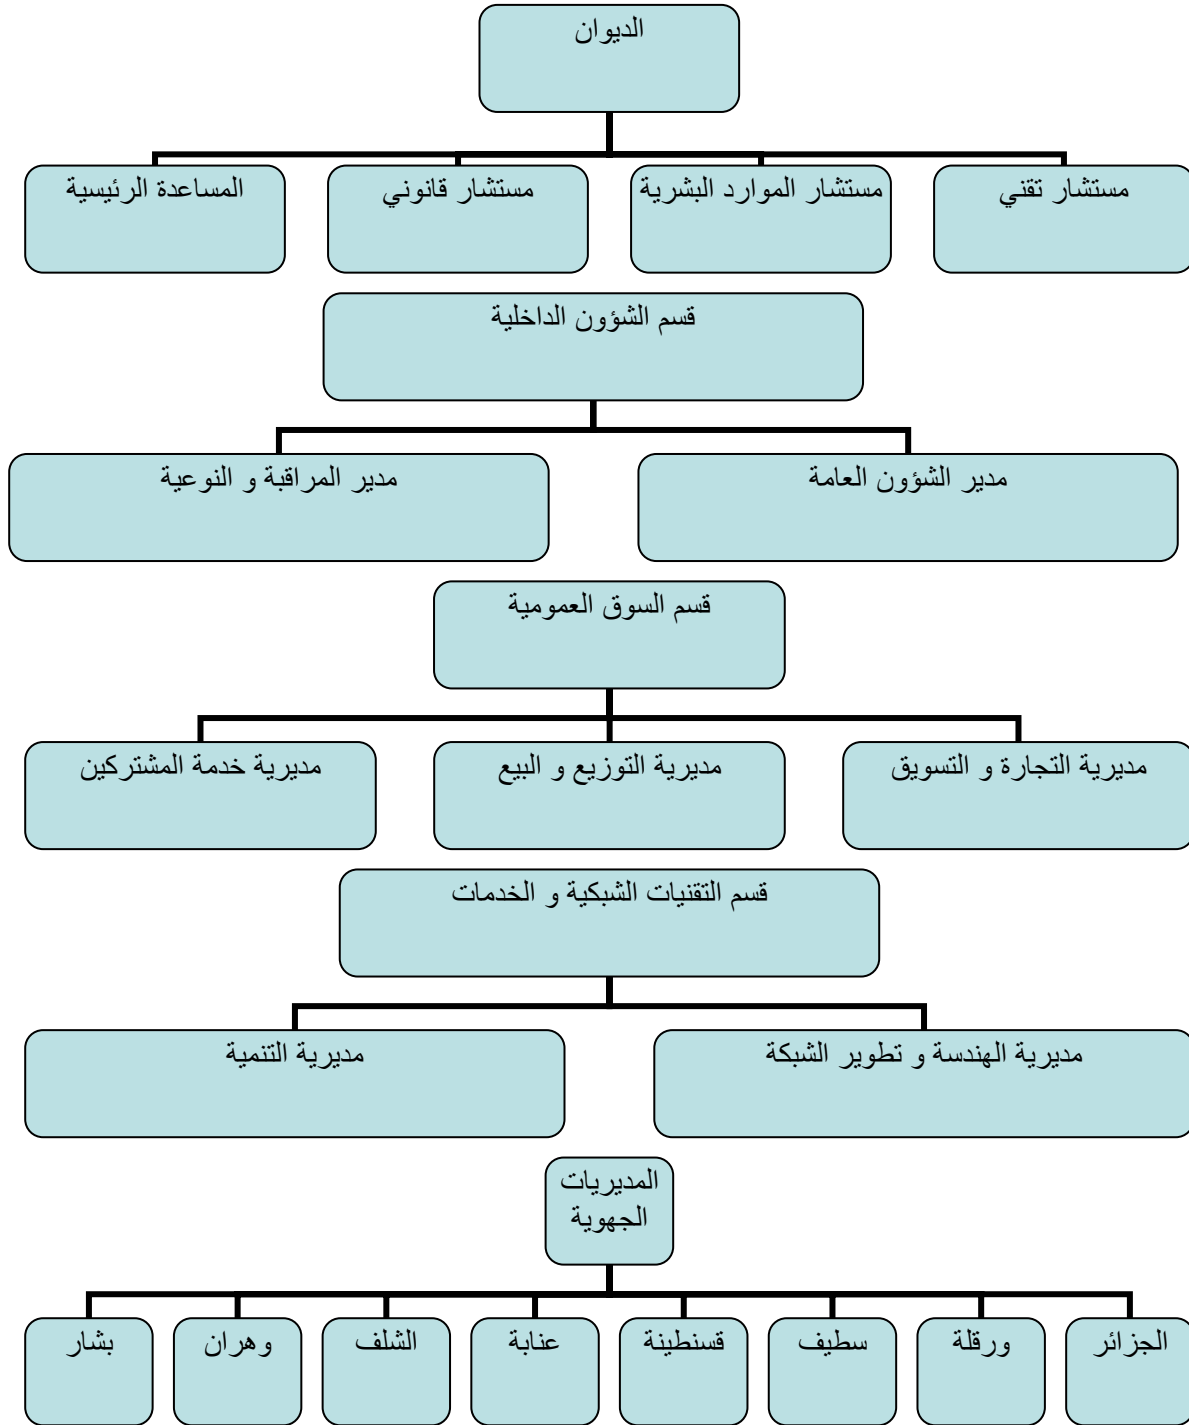 الديوان
مستشار تقني
مستشار الموارد البشرية
مستشار قانوني
المساعدة الرئيسية
قسم الشؤون الداخلية
مدير الشؤون العامة
مدير المراقبة و النوعية
قسم السوق العمومية
مديرية التجارة و التسويق
مديرية التوزيع و البيع
مديرية خدمة المشتركين
قسم التقنيات الشبكية و الخدمات
مديرية الهندسة و تطوير الشبكة
مديرية التنمية
المديريات
الجهوية
الجزائر
ورقلة
سطيف
قسنطينة
عنابة
الشلف
وهران
بشار